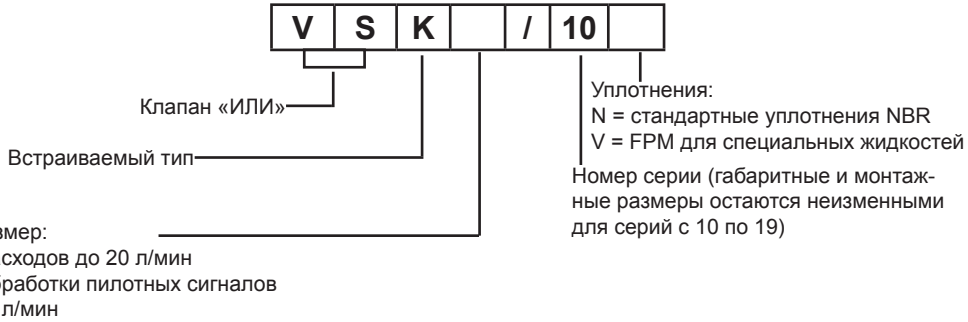 V S K / 10
Клапан «ИЛИ»
Встраиваемый тип
Уплотнения:
N = стандартные уплотнения NBR
V = FPM для специальных жидкостей
Номер серии (габаритные и монтаж-
ные размеры остаются неизменными
для серий с 10 по 19)
змер:
сходов до 20 л/мин
бработки пилотных сигналов
л/мин